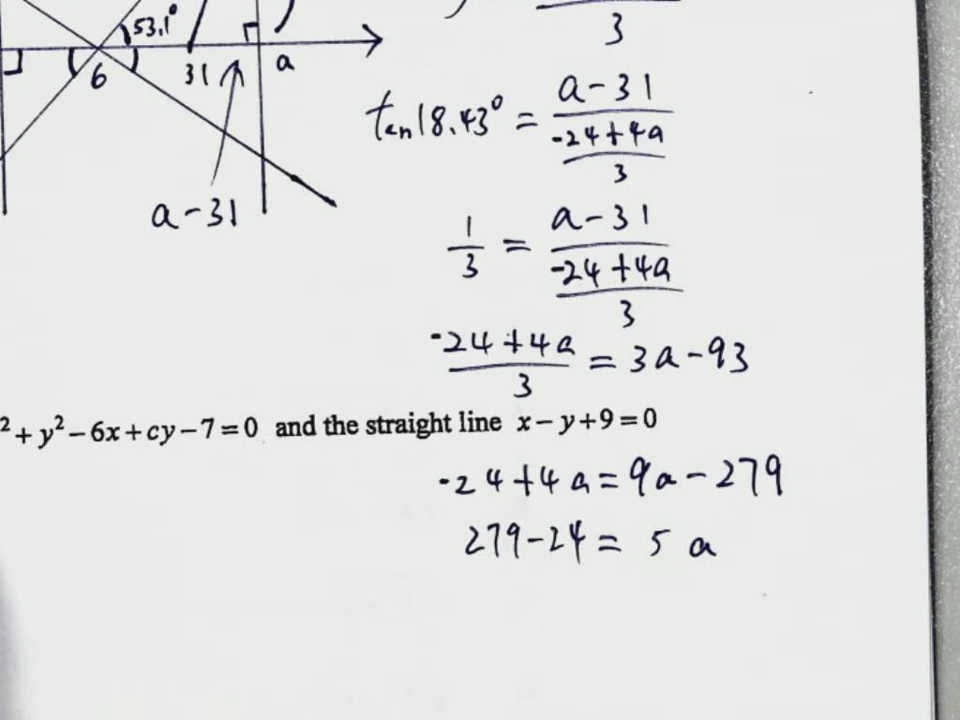 3
53.1°
6
31
a
a-31
tan18.43° = a-31 / (-24+4a / 3)
1/3 = a-31 / (-24+4a / 3)
-24+4a / 3 = 3a-93
2 + y² - 6x + cy - 7 = 0 and the straight line x - y + 9 = 0
-24+4a = 9a-279
279-24 = 5a